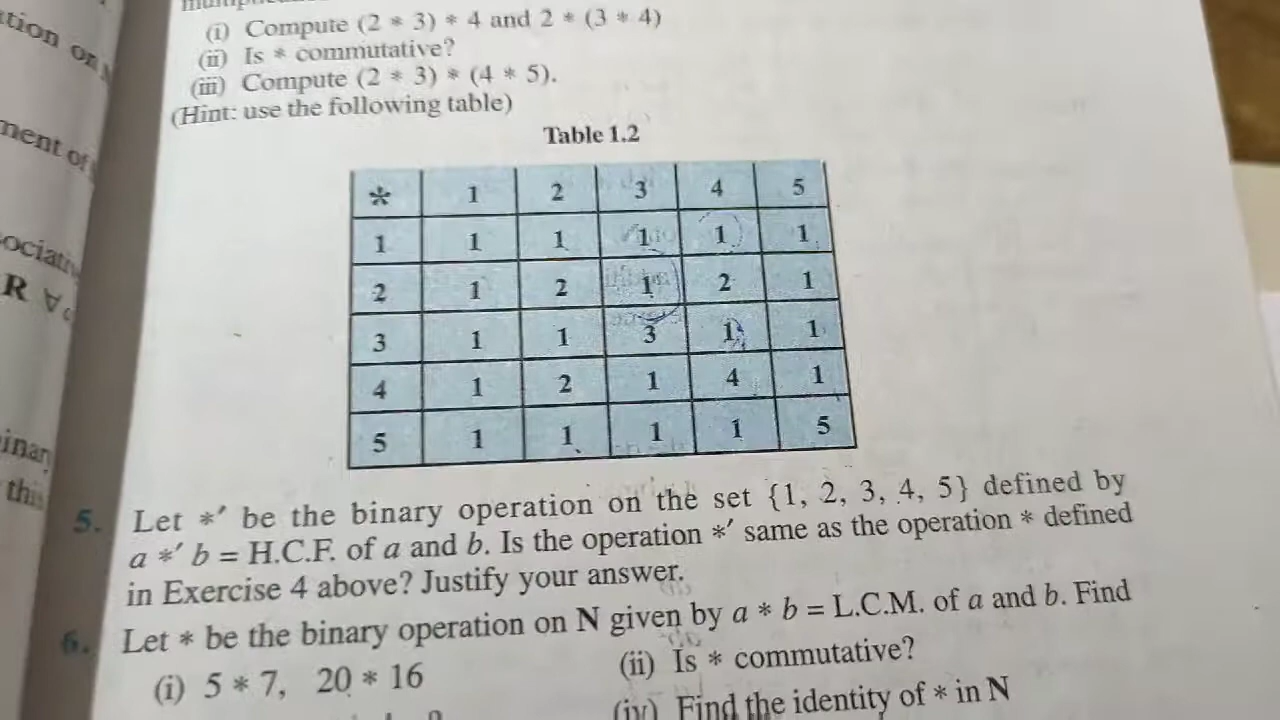 (i) Compute (2 * 3) * 4 and 2 * (3 * 4)
(ii) Is * commutative?
(iii) Compute (2 * 3) * (4 * 5).
(Hint: use the following table)
Table 1.2
* 1 2 3 4 5
1 1 1 1 1 1
2 1 2 1 2 1
3 1 1 3 1 1
4 1 2 1 4 1
5 1 1 1 1 5
5. Let *′ be the binary operation on the set {1, 2, 3, 4, 5} defined by
a *′ b = H.C.F. of a and b. Is the operation *′ same as the operation * defined
in Exercise 4 above? Justify your answer.
6. Let * be the binary operation on N given by a * b = L.C.M. of a and b. Find
(i) 5 * 7, 20 * 16 (ii) Is * commutative?
(iv) Find the identity of * in N
R ∀